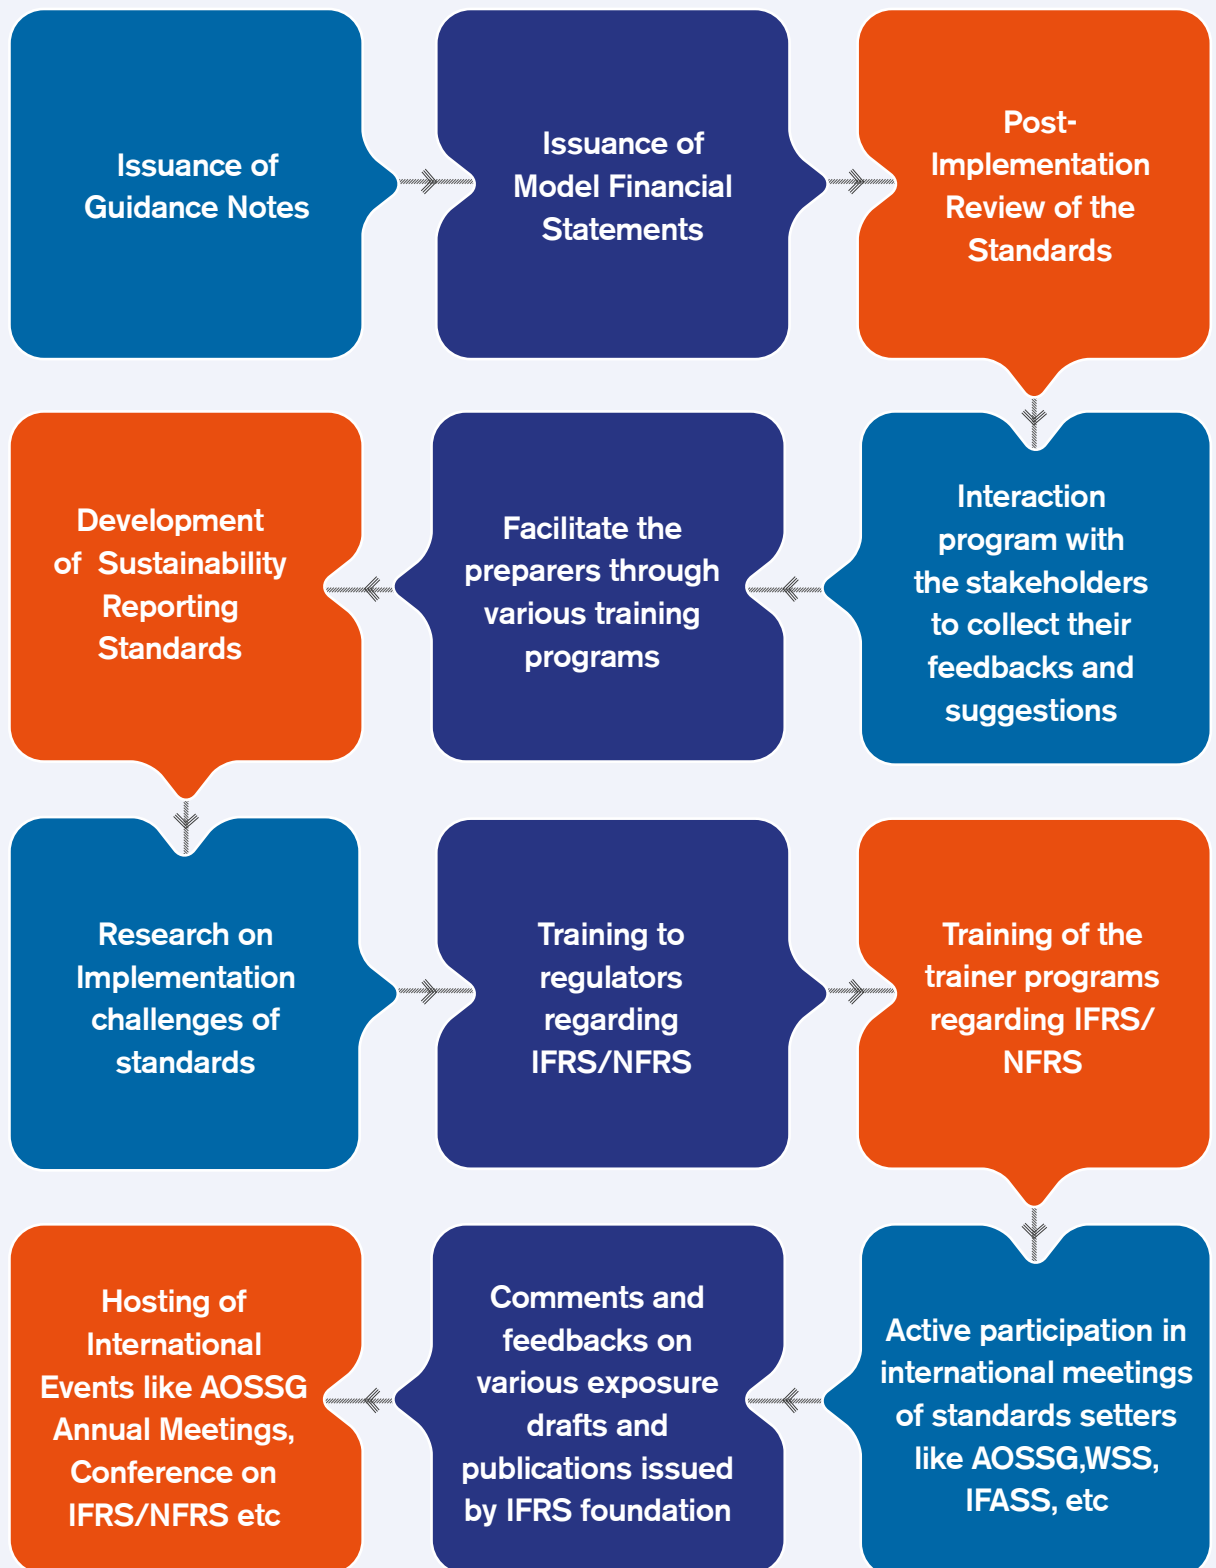 Issuance of
Guidance Notes
Issuance of
Model Financial
Statements
Post-
Implementation
Review of the
Standards
Interaction
program with
the stakeholders
to collect their
feedbacks and
suggestions
Facilitate the
preparers through
various training
programs
Development
of Sustainability
Reporting
Standards
Research on
Implementation
challenges of
standards
Training to
regulators
regarding
IFRS/NFRS
Training of the
trainer programs
regarding IFRS/
NFRS
Active participation in
international meetings
of standards setters
like AOSSG,WSS,
IFASS, etc
Comments and
feedbacks on
various exposure
drafts and
publications issued
by IFRS foundation
Hosting of
International
Events like AOSSG
Annual Meetings,
Conference on
IFRS/NFRS etc